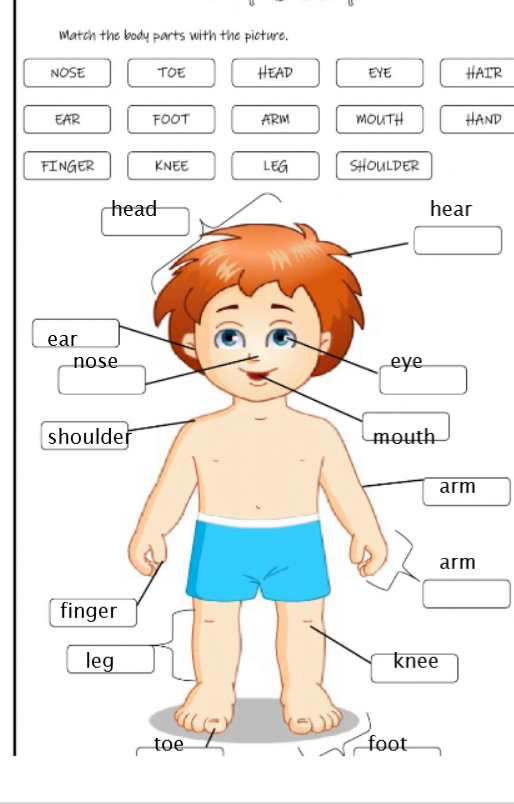 Match the body parts with the picture.
NOSE TOE HEAD EYE HAIR
EAR FOOT ARM MOUTH HAND
FINGER KNEE LEG SHOULDER
head hear
ear
nose eye
shoulder mouth
arm
arm
finger
leg knee
toe foot